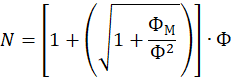 N = [1 + (√(1 + Φ_M / Φ²))] · Φ